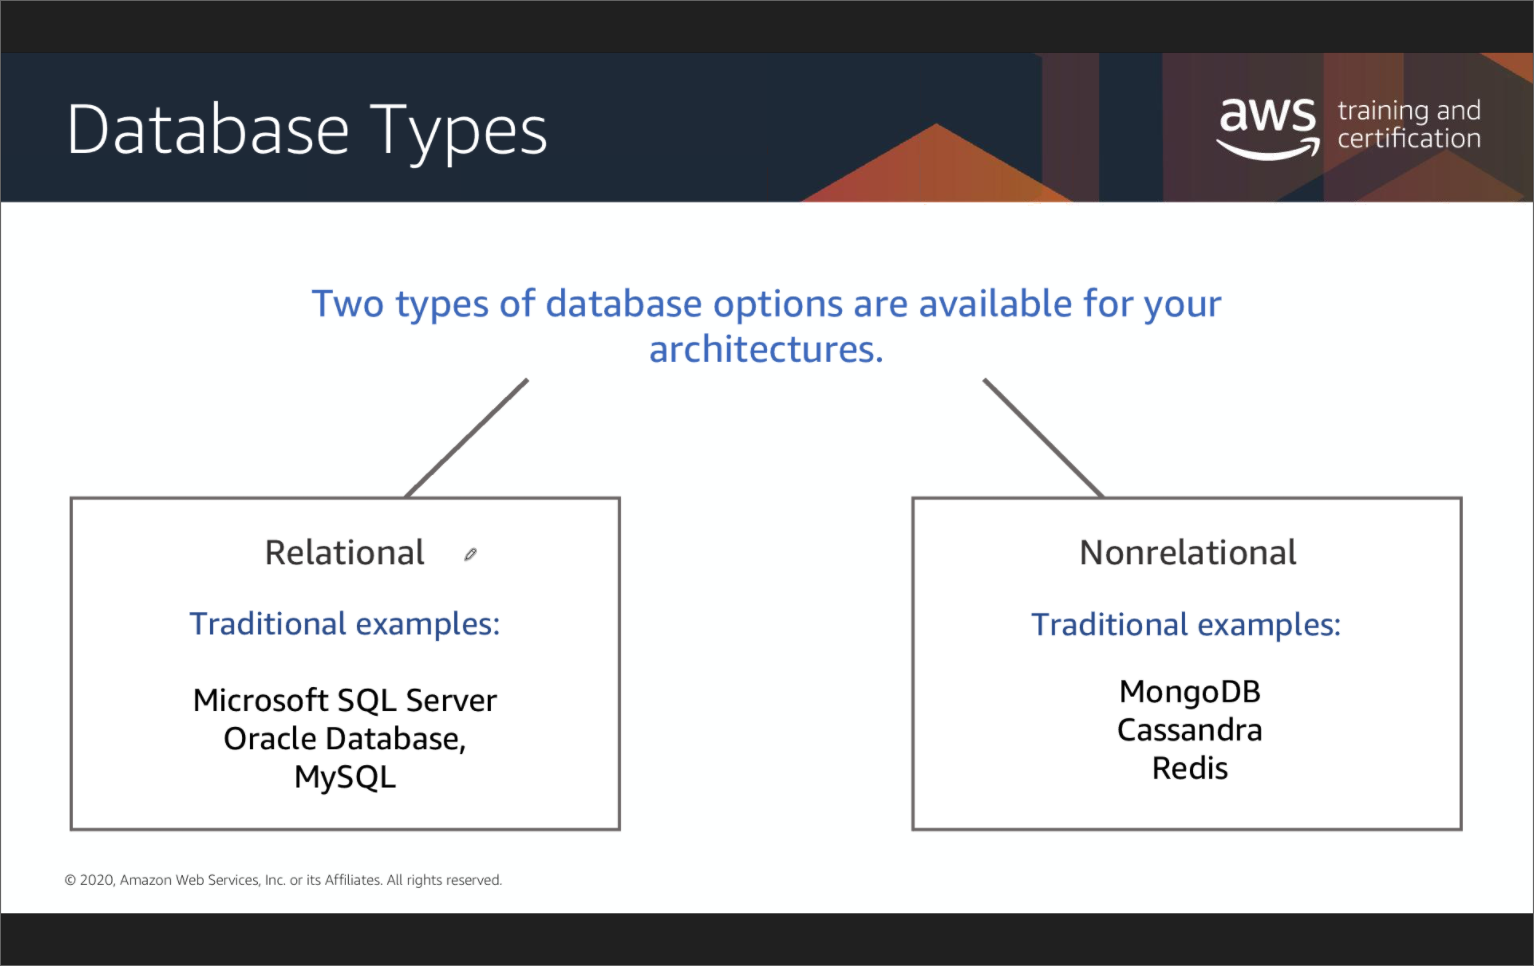 Database Types
aws
training and
certification
Two types of database options are available for your
architectures.
Relational
Traditional examples:
Microsoft SQL Server
Oracle Database,
MySQL
Nonrelational
Traditional examples:
MongoDB
Cassandra
Redis
© 2020, Amazon Web Services, Inc. or its Affiliates. All rights reserved.